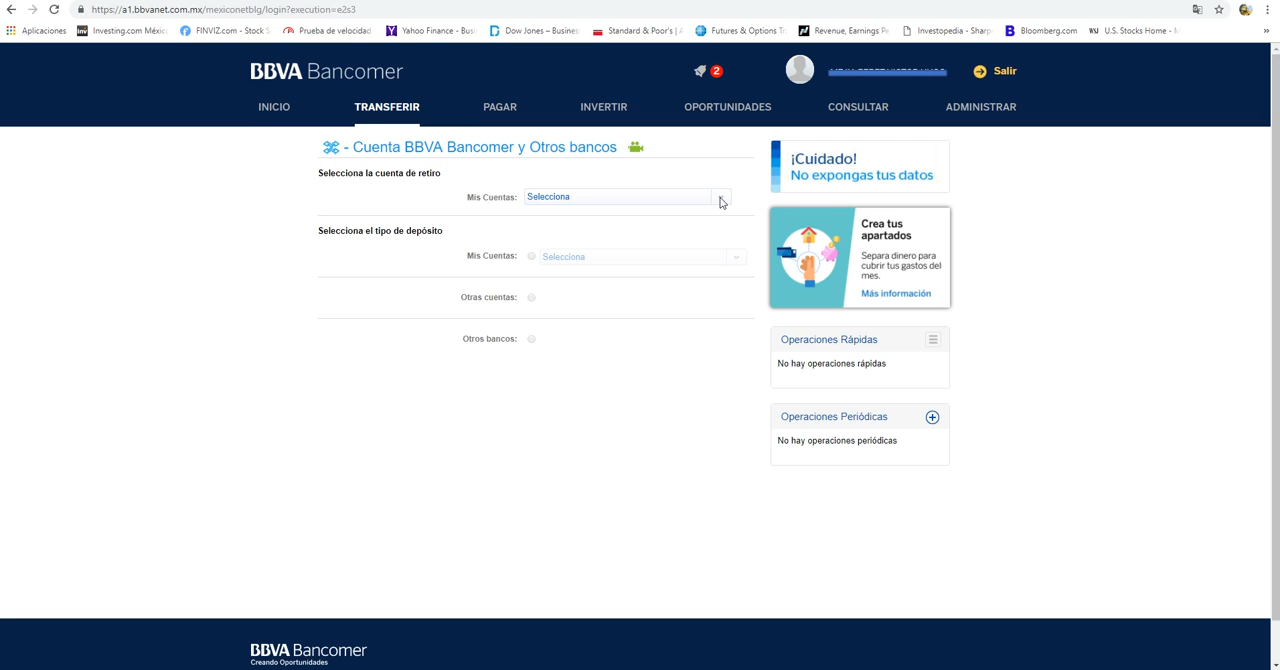 https://a1.bbvanet.com.mx/mexiconetblg/login?execution=e2s3
Aplicaciones
inv Investing.com Méxic
FINVIZ.com - Stock S
Prueba de velocidad
Yahoo Finance - Busi
Dow Jones – Busines
Standard & Poor's | A
Futures & Options Tr
Revenue, Earnings Pe
Investopedia - Sharp
Bloomberg.com
WSJ U.S. Stocks Home -
»
BBVA Bancomer
2
Salir
INICIO
TRANSFERIR
PAGAR
INVERTIR
OPORTUNIDADES
CONSULTAR
ADMINISTRAR
- Cuenta BBVA Bancomer y Otros bancos
Selecciona la cuenta de retiro
Mis Cuentas: Selecciona
Selecciona el tipo de depósito
Mis Cuentas: Selecciona
Otras cuentas:
Otros bancos:
¡Cuidado!
No expongas tus datos
Crea tus
apartados
Separa dinero para
cubrir tus gastos del
mes.
Más información
Operaciones Rápidas
No hay operaciones rápidas
Operaciones Periódicas
No hay operaciones periódicas
BBVA Bancomer
Creando Oportunidades